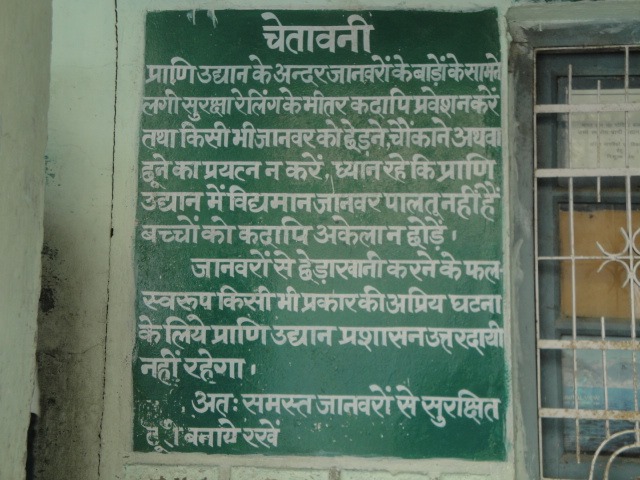 चेतावनी
प्राणि उद्यान के अन्दर जानवरों के बाड़ों के सामने
लगी सुरक्षा रेलिंग के भीतर कदापि प्रवेश न करें
तथा किसी भी जानवर को छेड़ने, चौंकाने अथवा
छूने का प्रयत्न न करें, ध्यान रहे कि प्राणि
उद्यान में विद्यमान जानवर पालतू नहीं हैं
बच्चों को कदापि अकेला न छोड़ें।
जानवरों से छेड़ाखानी करने के फल-
स्वरूप किसी भी प्रकार की अप्रिय घटना
के लिये प्राणि उद्यान प्रशासन उत्तरदायी
नहीं रहेगा।
अतः समस्त जानवरों से सुरक्षित
बनाये रखें